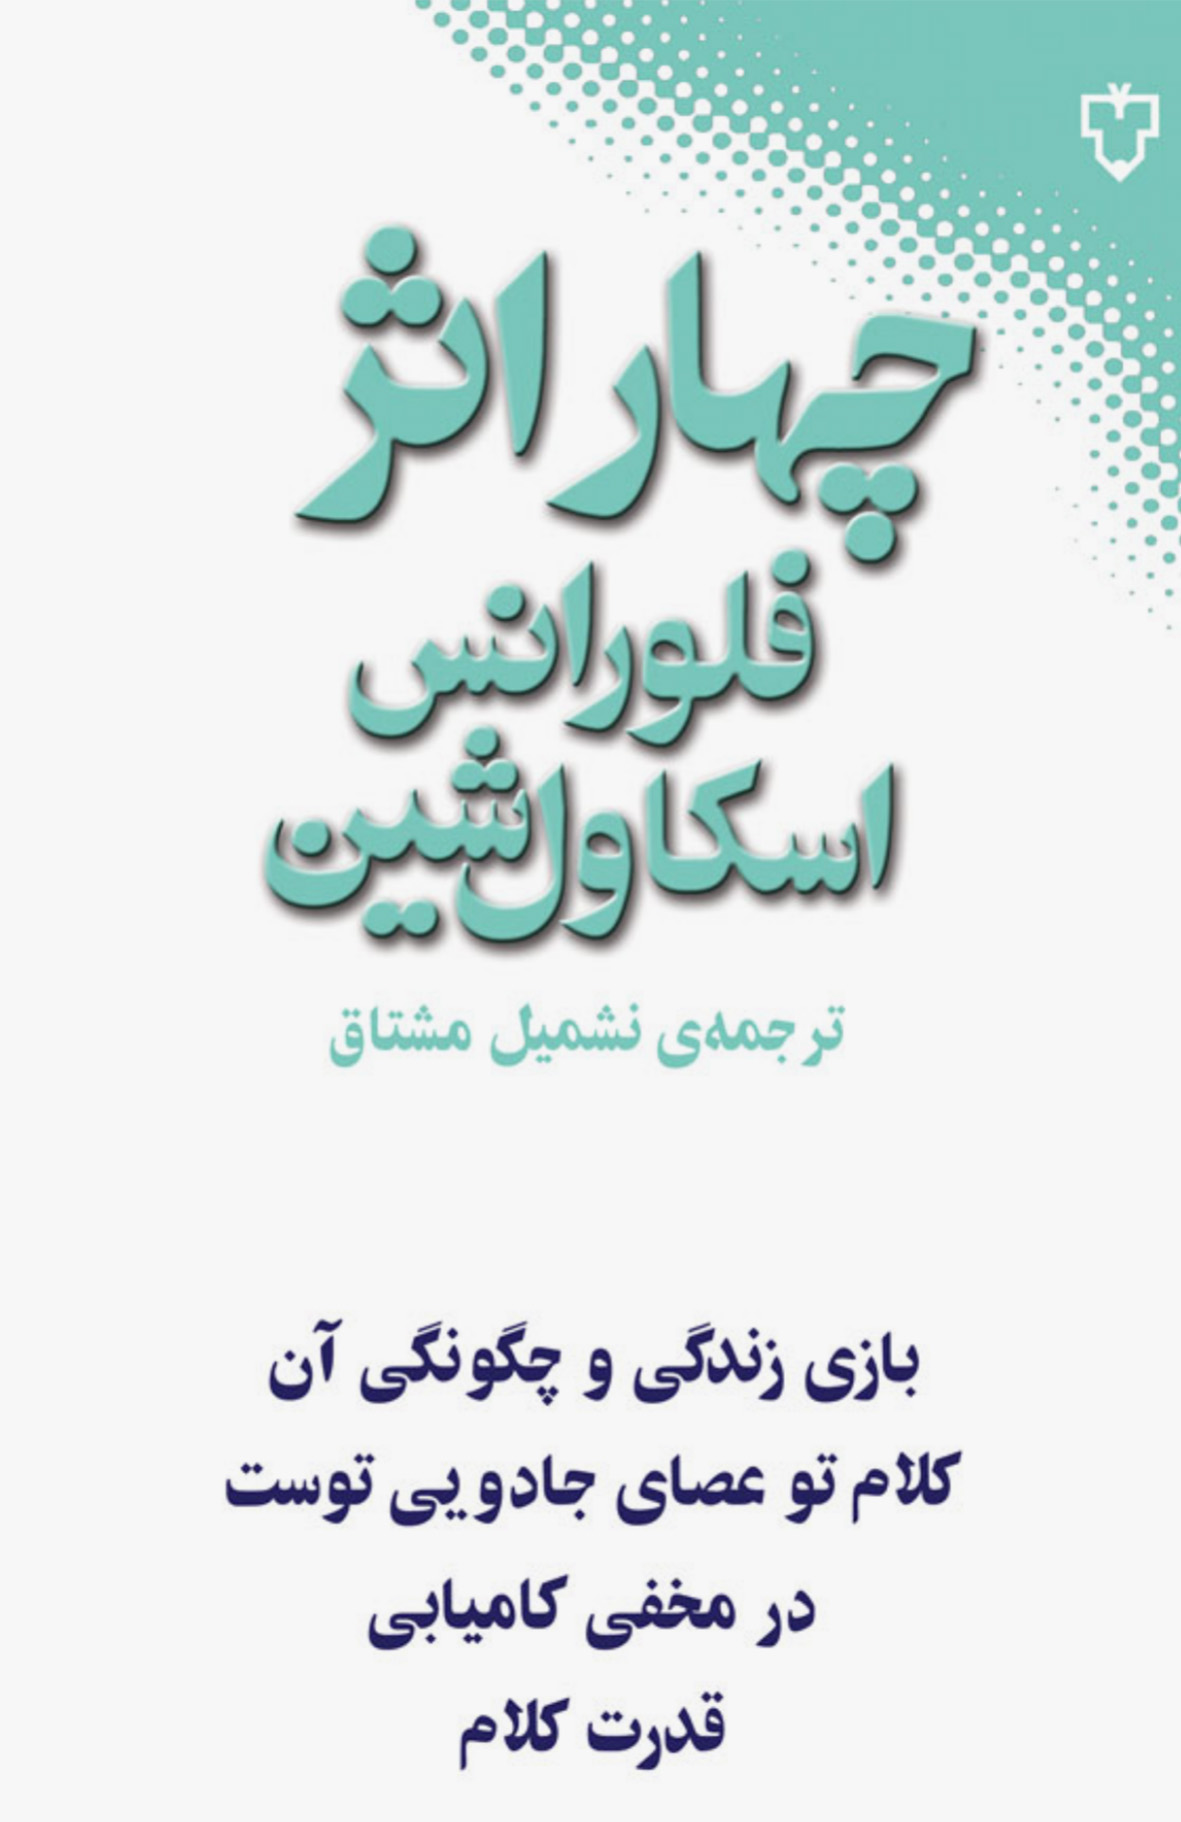 چهار اثر
فلورانس
اسکاول شین
ترجمه‌ی نشمیل مشتاق
بازی زندگی و چگونگی آن
کلام تو عصای جادویی توست
در مخفی کامیابی
قدرت کلام